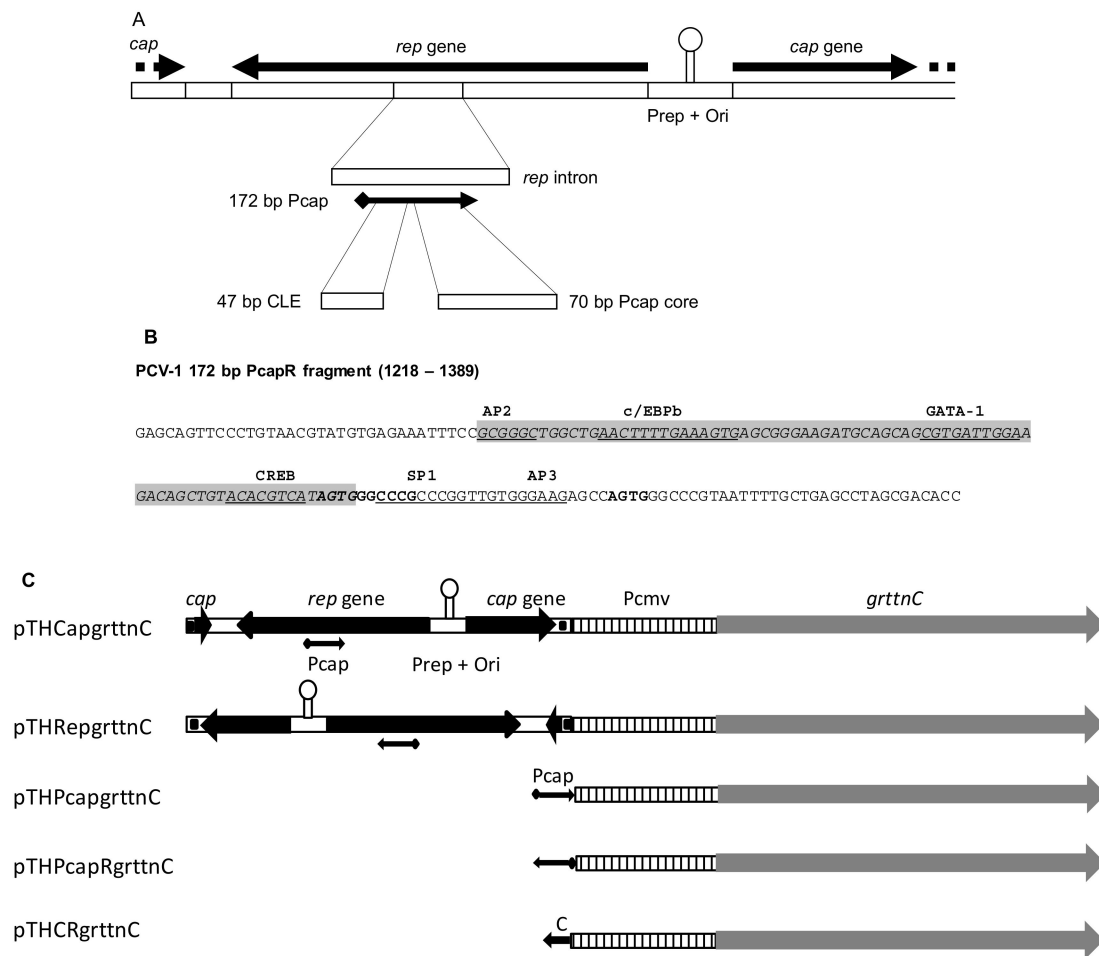 A
cap
rep gene
cap gene
Prep + Ori
rep intron
172 bp Pcap
47 bp CLE
70 bp Pcap core
B
PCV-1 172 bp PcapR fragment (1218 – 1389)
AP2 c/EBPb GATA-1
GAGCAGTTCCCTGTAACGTATGTGAGAAATTTCCGCGGGCTGGCTGAACTTTTGAAAGTGAGCGGGAAGATGCAGCAGCGTGATTGGAA
CREB SP1 AP3
GACAGCTGTACACGTCATAGTGGGCCCGCCCGGTTGTGGGAAGAGCCAGTGGGCCCGTAATTTTGCTGAGCCTAGCGACACC
C
cap rep gene cap gene Pcmv grttnC
pTHCapgrttnC
Pcap Prep + Ori
pTHRepgrttnC
Pcap
pTHPcapgrttnC
pTHPcapRgrttnC
C
pTHCRgrttnC